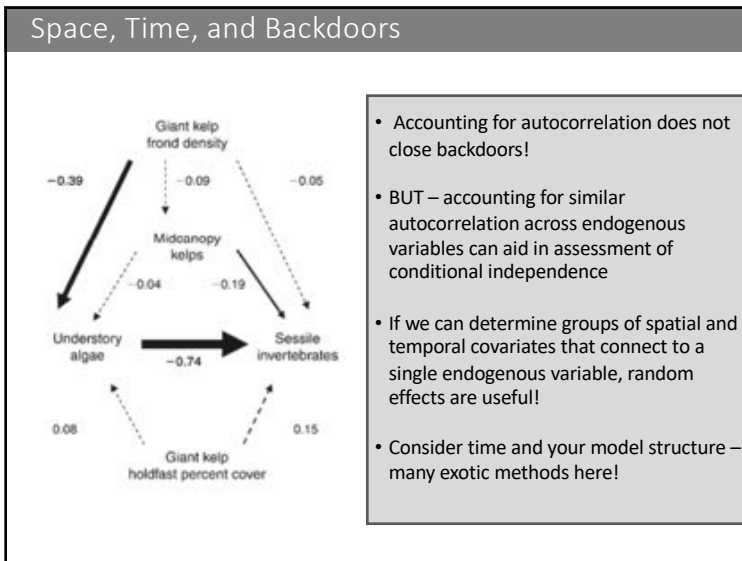 Space, Time, and Backdoors
Giant kelp
frond density
−0.39
−0.09
−0.05
Midcanopy
kelps
−0.04
−0.19
Understory
algae
−0.74
Sessile
invertebrates
0.08
0.15
Giant kelp
holdfast percent cover
• Accounting for autocorrelation does not
close backdoors!
• BUT – accounting for similar
autocorrelation across endogenous
variables can aid in assessment of
conditional independence
• If we can determine groups of spatial and
temporal covariates that connect to a
single endogenous variable, random
effects are useful!
• Consider time and your model structure –
many exotic methods here!